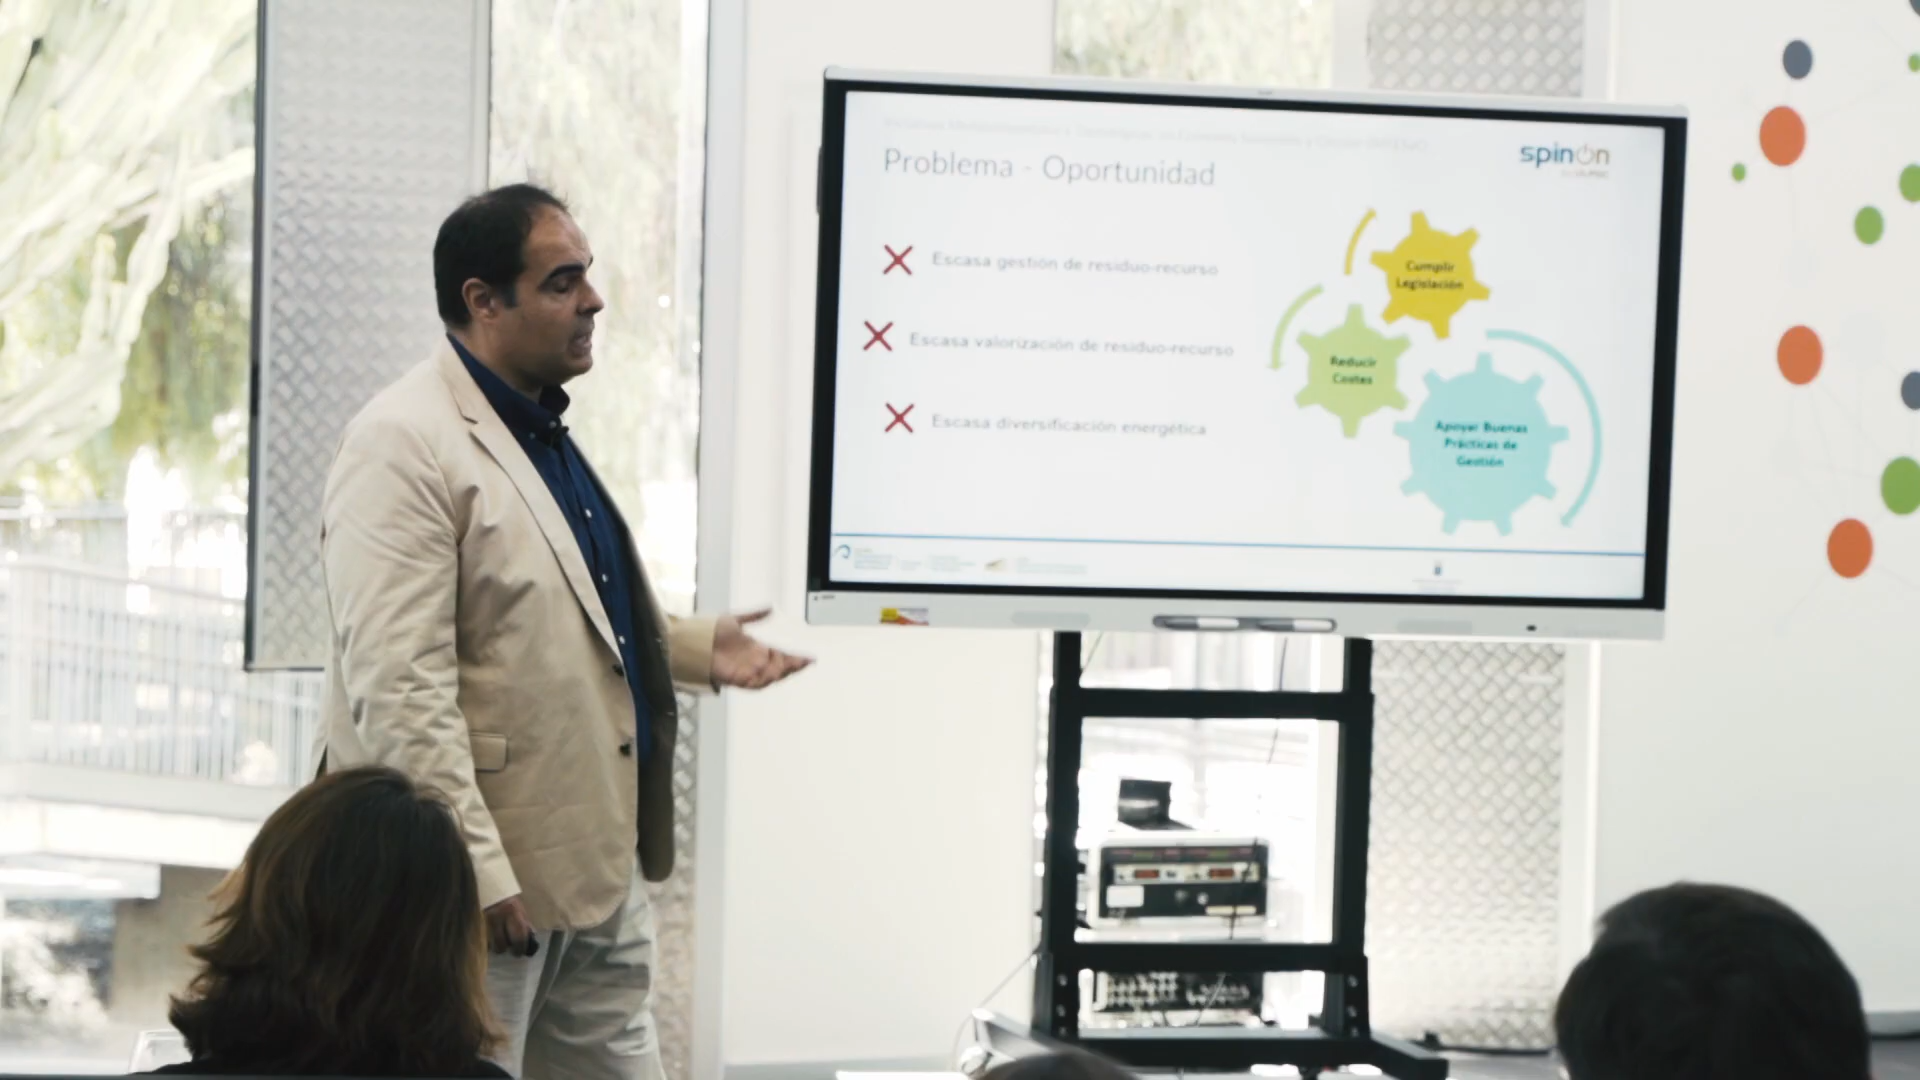 spinOn
Problema - Oportunidad
Escasa gestión de residuo-recurso
Escasa valorización de residuo-recurso
Escasa diversificación energética
Cumplir
Legislación
Reducir
Costes
Apoyar Buenas
Prácticas de
Gestión